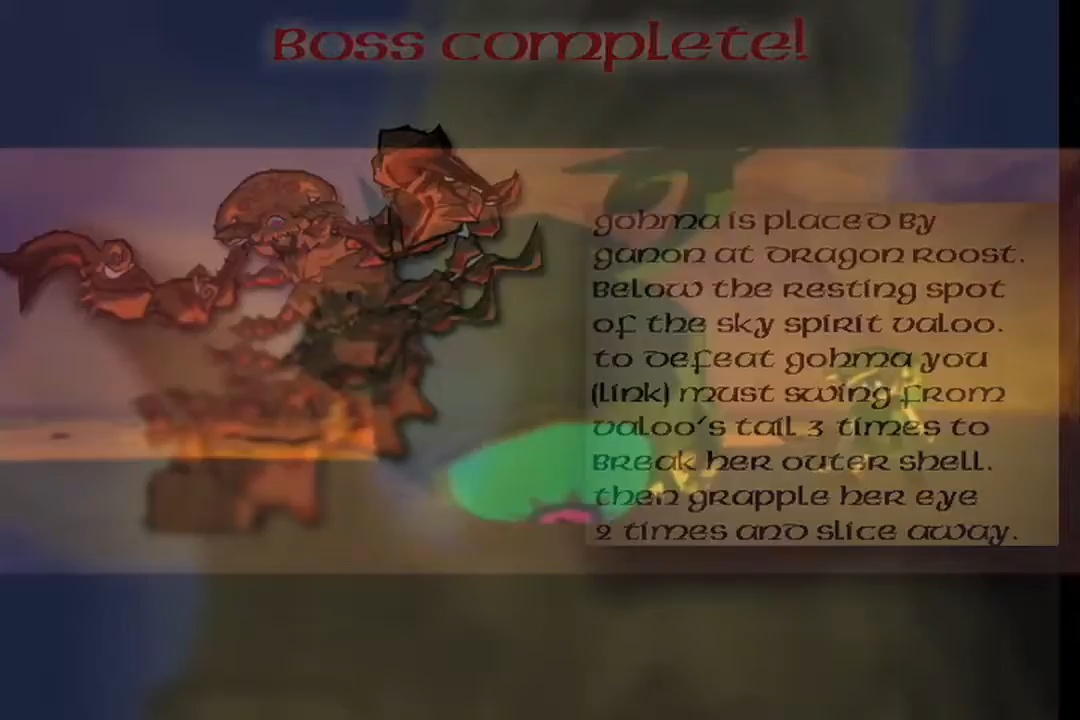 Boss complete!
gohma is placed by
ganon at dragon roost.
Below the resting spot
of the sky spirit valoo.
to defeat gohma you
(link) must swing from
valoo's tail 3 times to
break her outer shell.
then grapple her eye
2 times and slice away.